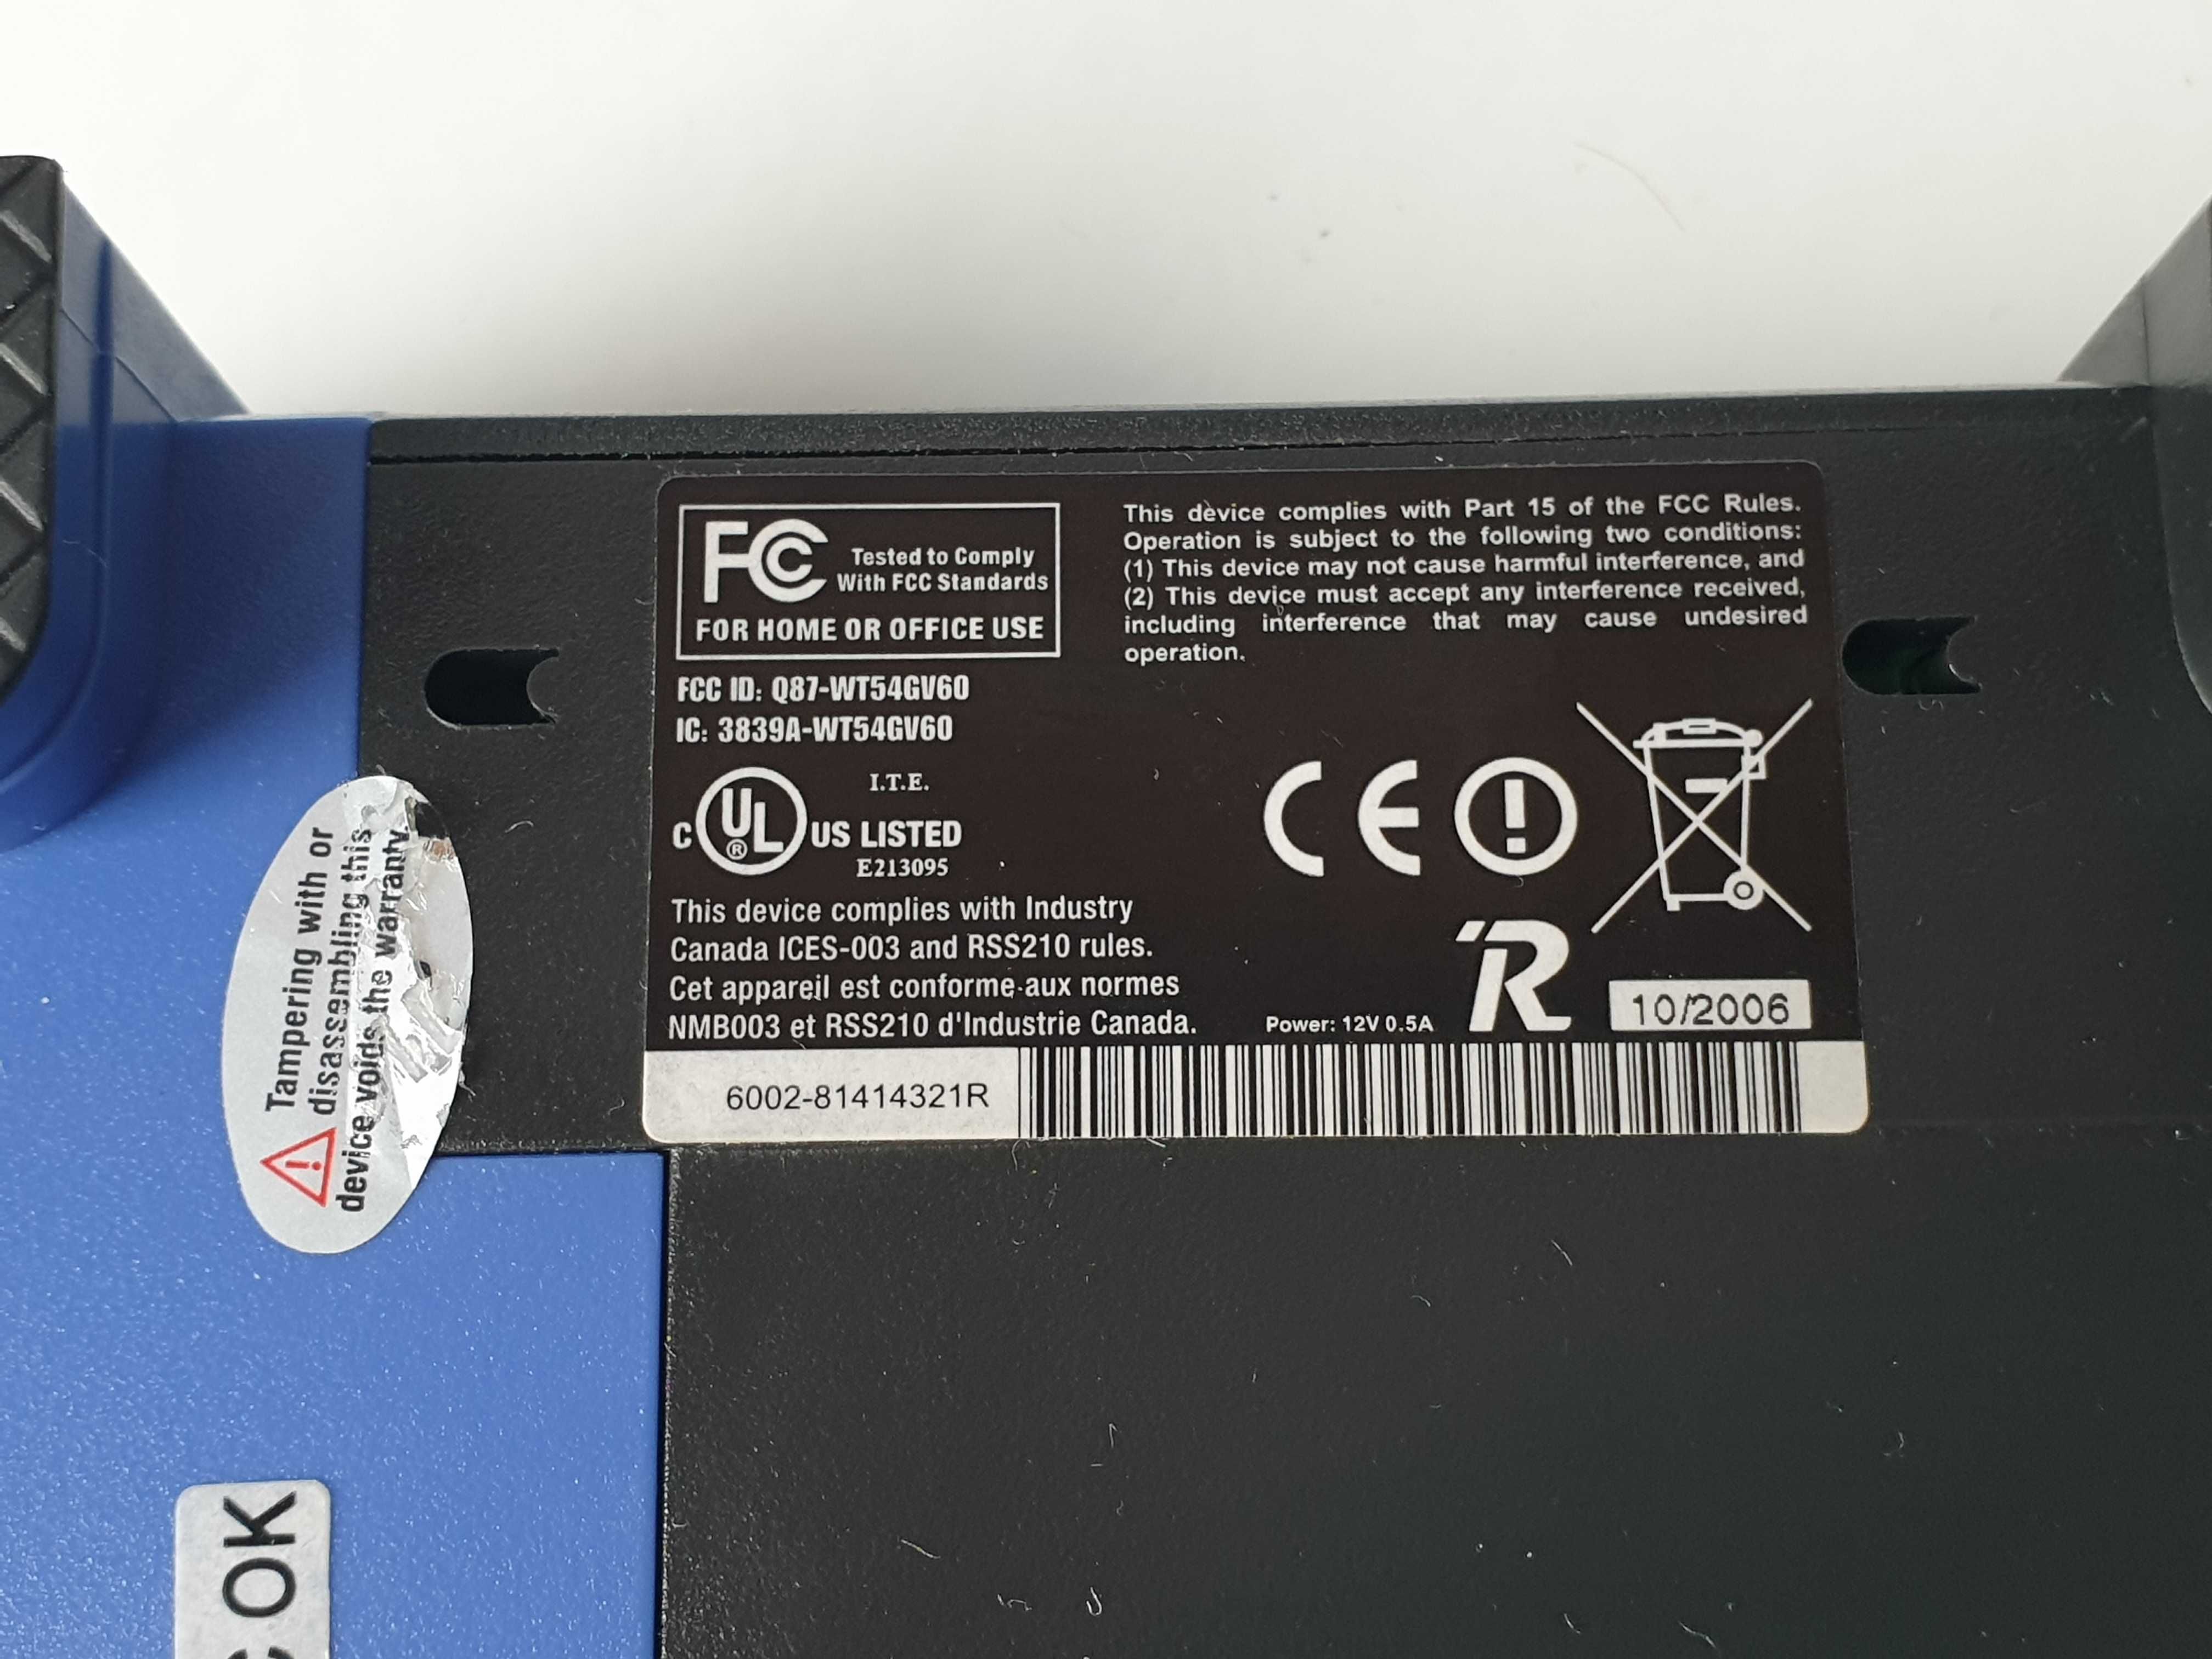 FCC Tested to Comply
With FCC Standards
FOR HOME OR OFFICE USE
FCC ID: Q87-WT54GV60
IC: 3839A-WT54GV60
I.T.E.
C UL ® US LISTED
E213095
This device complies with Industry
Canada ICES-003 and RSS210 rules.
Cet appareil est conforme aux normes
NMB003 et RSS210 d'Industrie Canada.
This device complies with Part 15 of the FCC Rules.
Operation is subject to the following two conditions:
(1) This device may not cause harmful interference, and
(2) This device must accept any interference received,
including interference that may cause undesired
operation.
CE
R
Power: 12V 0.5A
10/2006
6002-81414321R
Tampering with or
disassembling this
device voids the warranty.
OK